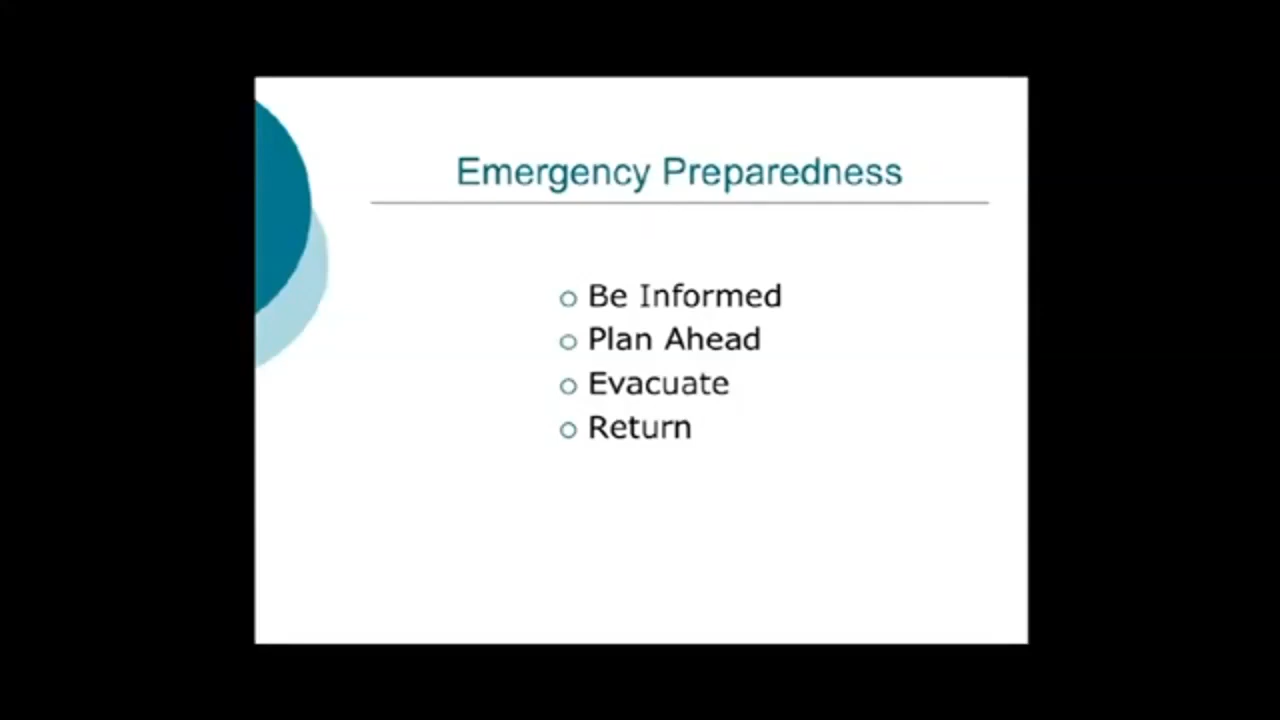 Emergency Preparedness
Be Informed
Plan Ahead
Evacuate
Return